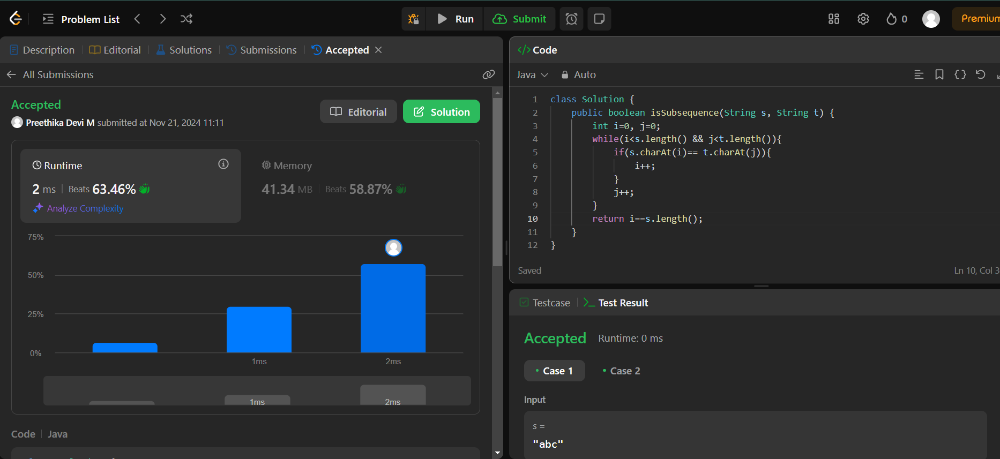 Problem List
Run
Submit
0
Premium
Description
Editorial
Solutions
Submissions
Accepted
All Submissions
Accepted
Preethika Devi M submitted at Nov 21, 2024 11:11
Editorial
Solution
Runtime
2 ms | Beats 63.46%
Analyze Complexity
Memory
41.34 MB | Beats 58.87%
75%
50%
25%
0%
1ms
2ms
1ms
2ms
Code | Java
</> Code
Java
Auto
1 class Solution {
2 public boolean isSubsequence(String s, String t) {
3 int i=0, j=0;
4 while(i<s.length() && j<t.length()){
5 if(s.charAt(i)== t.charAt(j)){
6 i++;
7 }
8 j++;
9 }
10 return i==s.length();
11 }
12 }
Saved
Ln 10, Col 3
Testcase
Test Result
Accepted
Runtime: 0 ms
Case 1
Case 2
Input
s =
"abc"